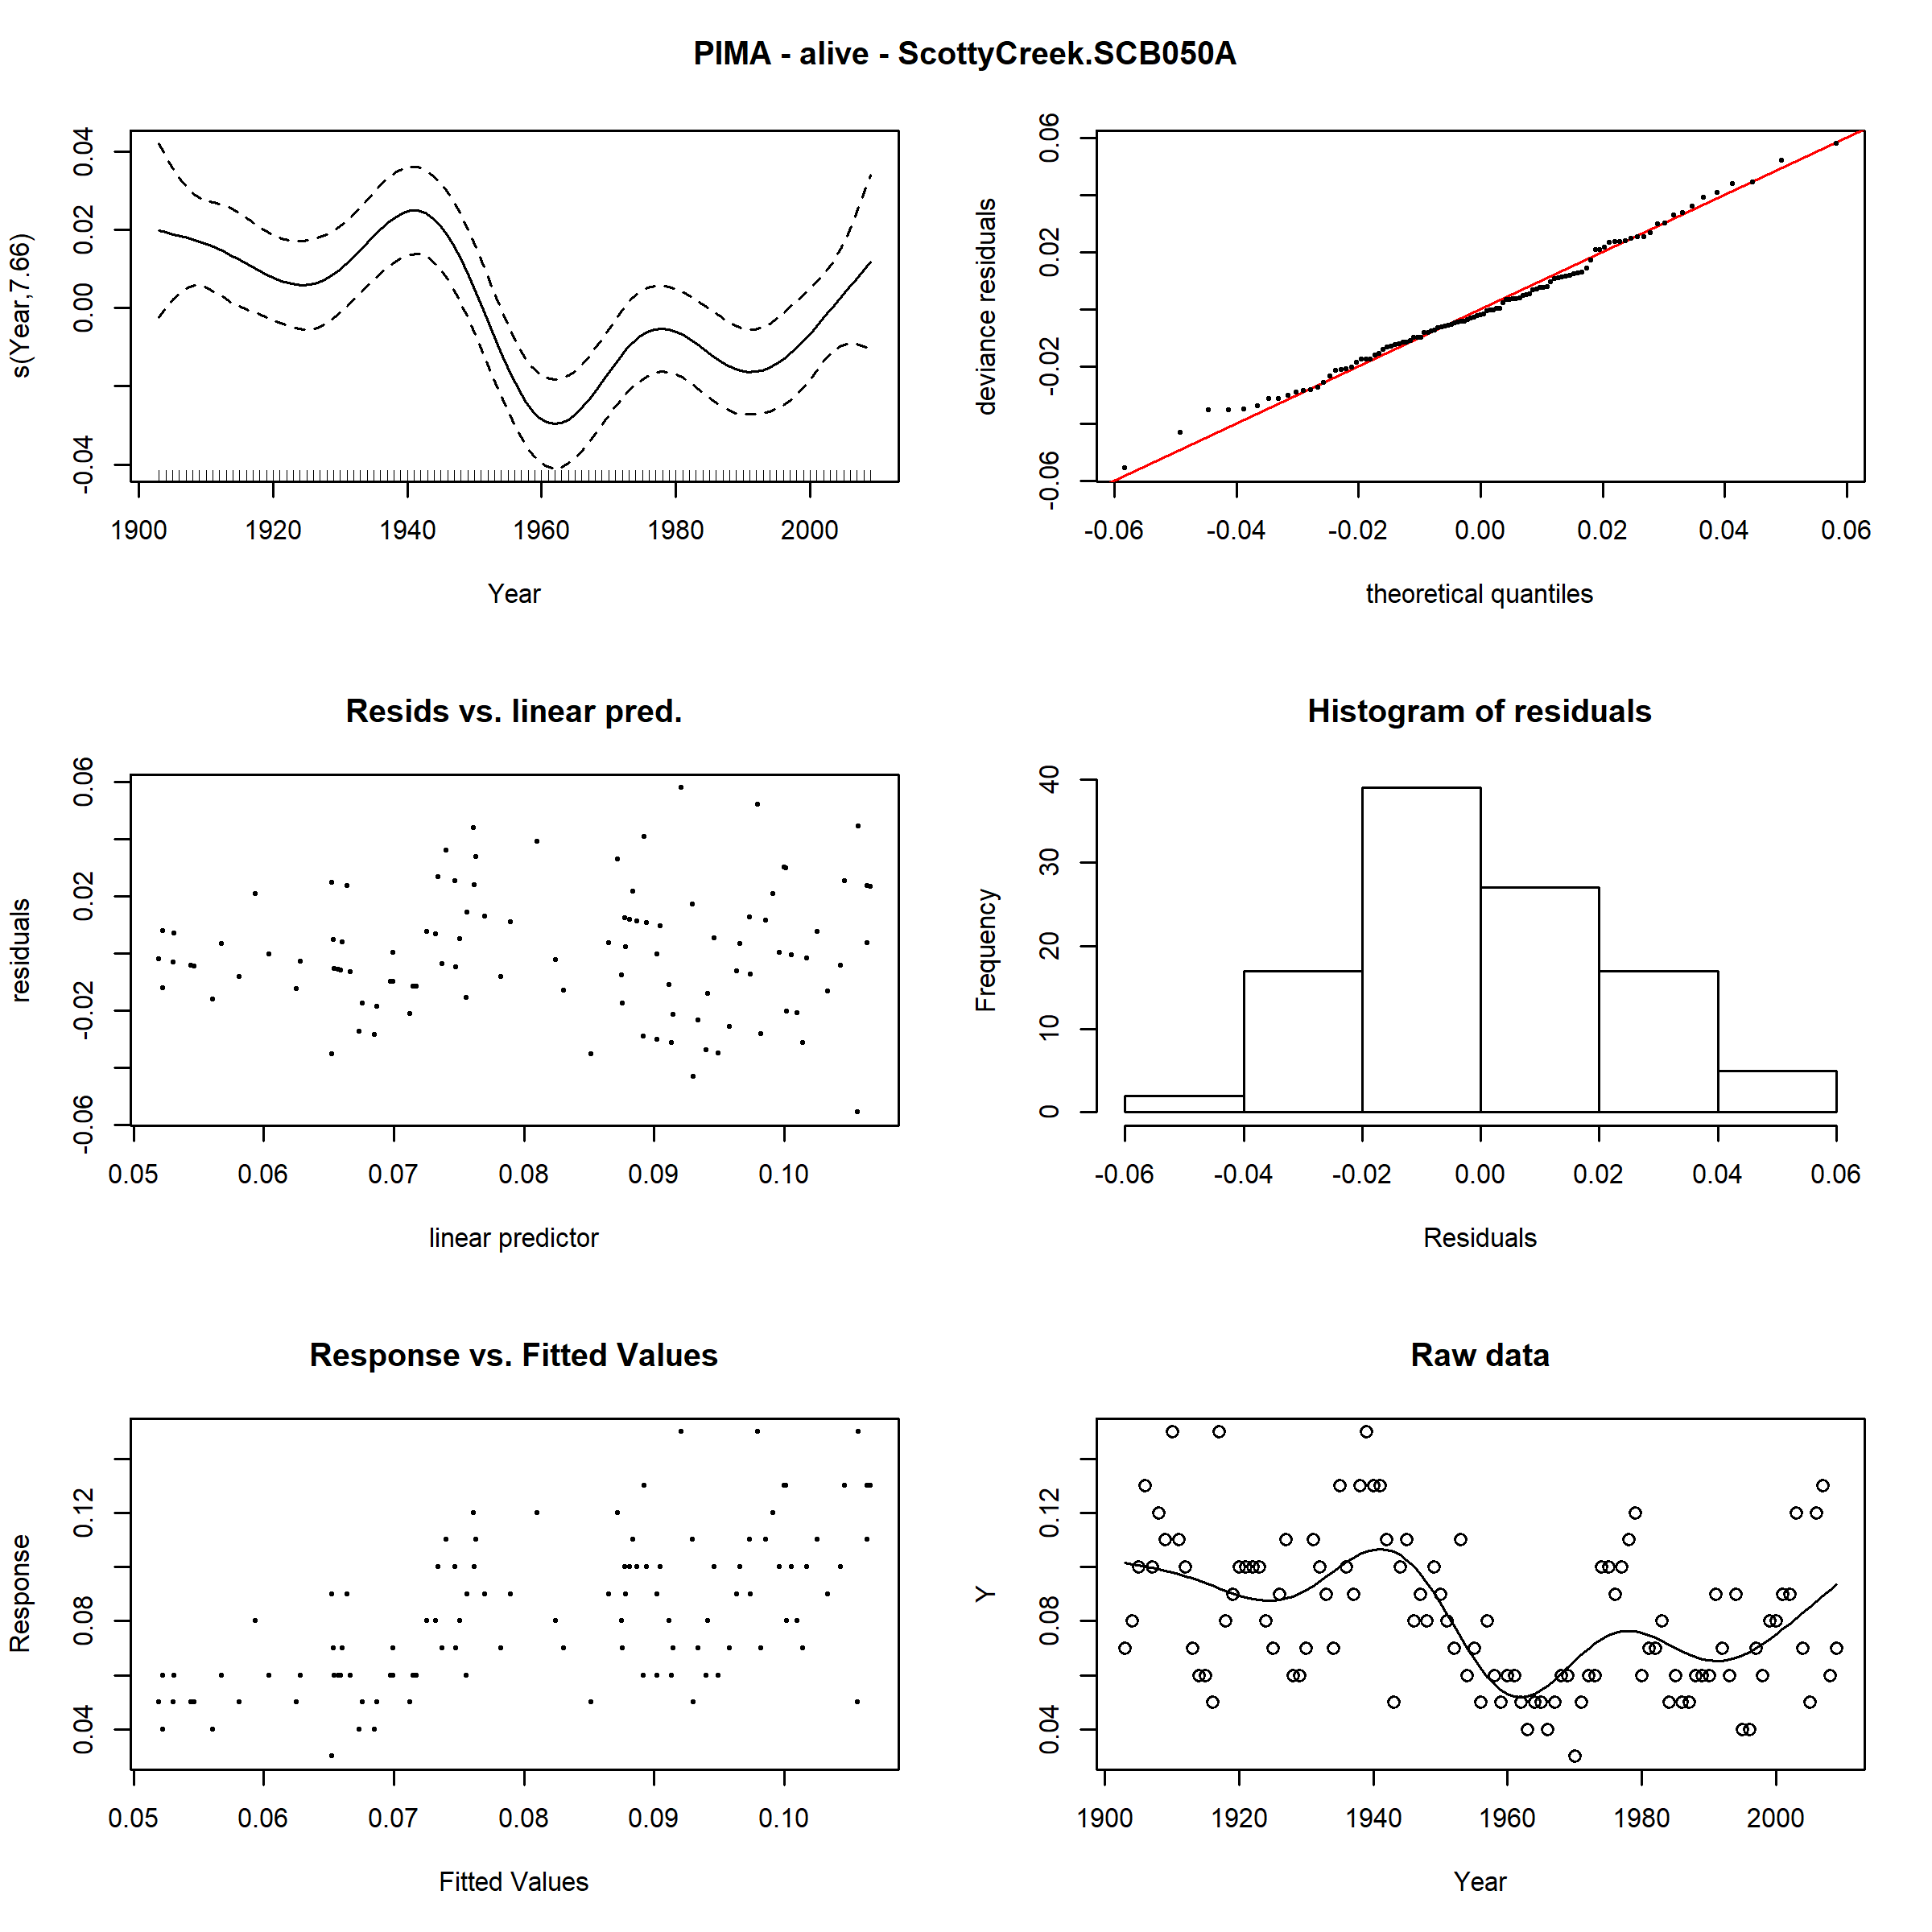 PIMA - alive - ScottyCreek.SCB050A
s(Year,7.66)
-0.04 0.00 0.02 0.04
1900 1920 1940 1960 1980 2000
Year
deviance residuals
-0.06 -0.02 0.02 0.06
-0.06 -0.04 -0.02 0.00 0.02 0.04 0.06
theoretical quantiles
Resids vs. linear pred.
residuals
-0.06 -0.02 0.02 0.06
0.05 0.06 0.07 0.08 0.09 0.10
linear predictor
Histogram of residuals
Frequency
0 10 20 30 40
-0.06 -0.04 -0.02 0.00 0.02 0.04 0.06
Residuals
Response vs. Fitted Values
Response
0.04 0.08 0.12
0.05 0.06 0.07 0.08 0.09 0.10
Fitted Values
Raw data
Y
0.04 0.08 0.12
1900 1920 1940 1960 1980 2000
Year